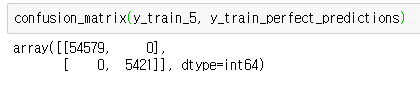 confusion_matrix(y_train_5, y_train_perfect_predictions)
array([[54579,     0],
       [    0,  5421]], dtype=int64)